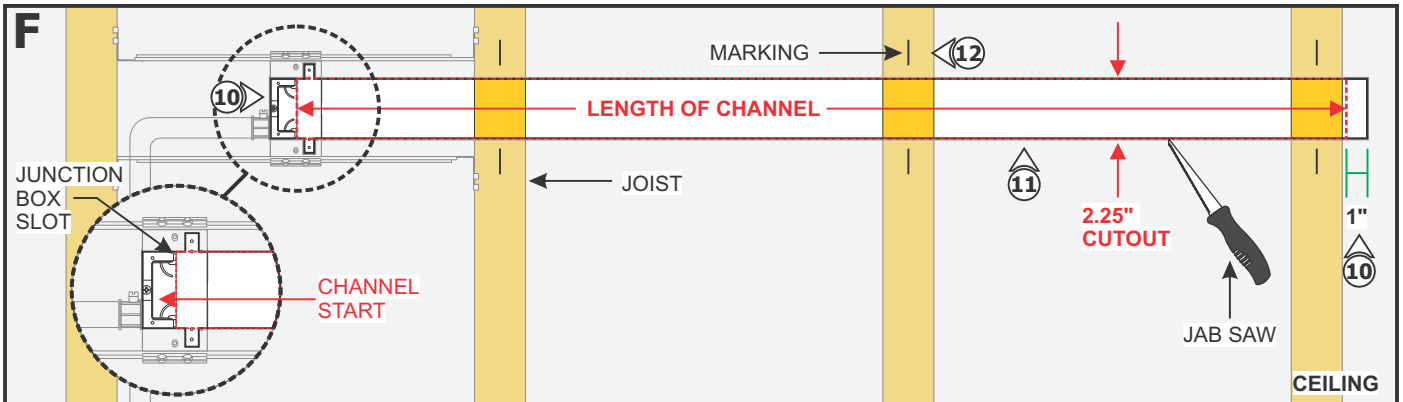 F
MARKING
12
10
LENGTH OF CHANNEL
JUNCTION
BOX
SLOT
JOIST
11
2.25"
CUTOUT
1"
10
CHANNEL
START
JAB SAW
CEILING